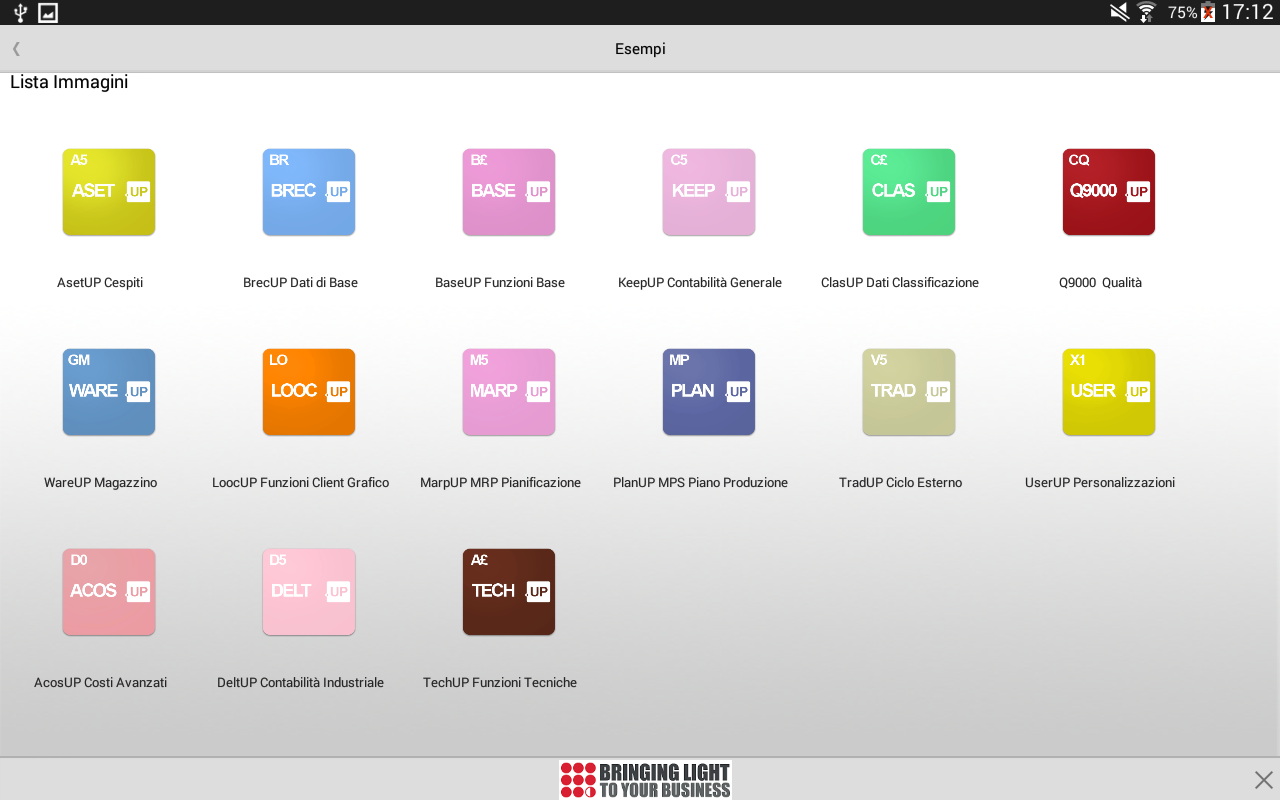 75% 17:12
Esempi
Lista Immagini
A5 BR B£ C5 C£ CQ
ASET .UP BREC .UP BASE .UP KEEP .UP CLAS .UP Q9000 .UP
AsetUP Cespiti BrecUP Dati di Base BaseUP Funzioni Base KeepUP Contabilità Generale ClasUP Dati Classificazione Q9000 Qualità
GM LO M5 MP V5 X1
WARE .UP LOOC .UP MARP .UP PLAN .UP TRAD .UP USER .UP
WareUP Magazzino LoocUP Funzioni Client Grafico MarpUP MRP Pianificazione PlanUP MPS Piano Produzione TradUP Ciclo Esterno UserUP Personalizzazioni
D0 D5 A£
ACOS .UP DELT .UP TECH .UP
AcosUP Costi Avanzati DeltUP Contabilità Industriale TechUP Funzioni Tecniche
BRINGING LIGHT
TO YOUR BUSINESS